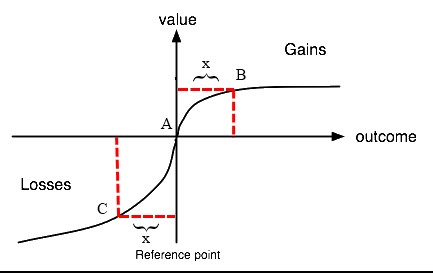 value
Gains
x
B
A
outcome
Losses
C
x
Reference point